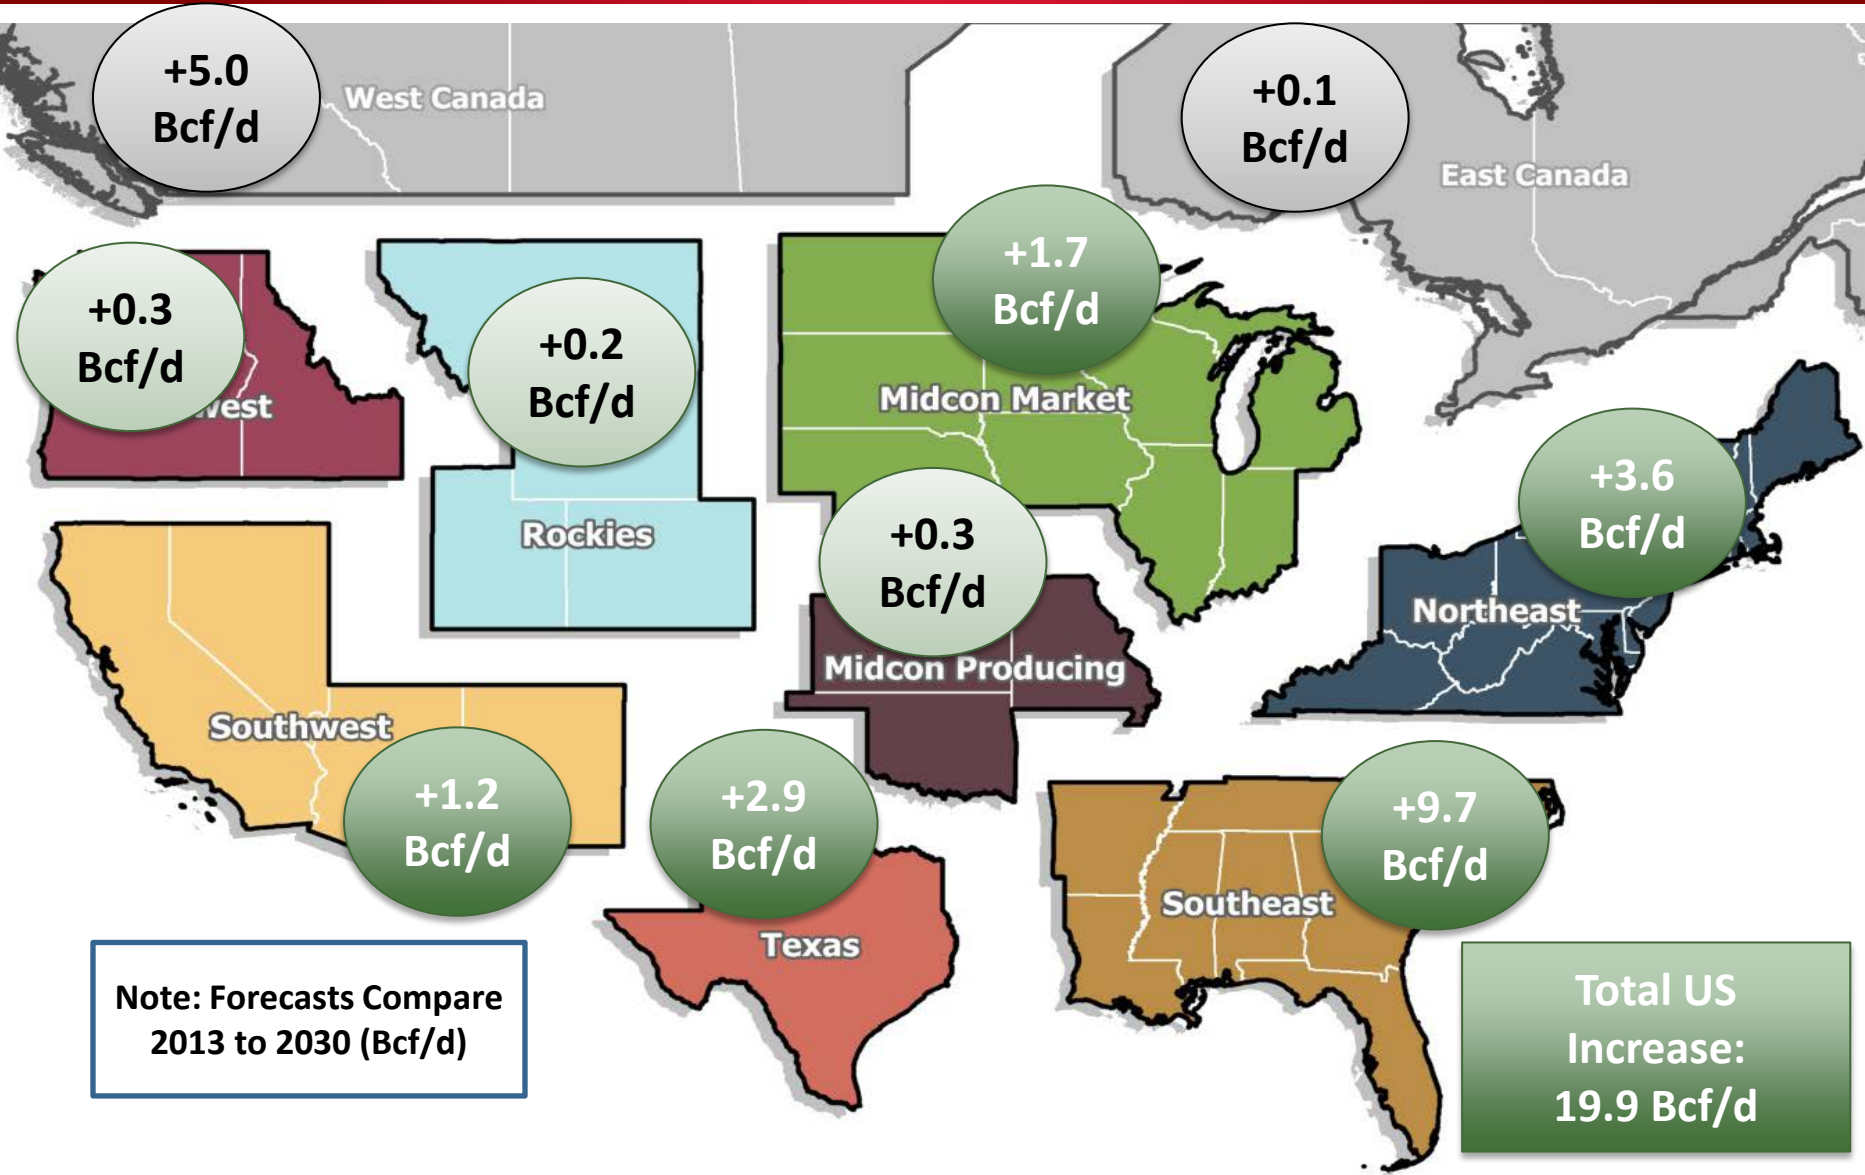 +5.0
Bcf/d
West Canada
+0.1
Bcf/d
East Canada
+0.3
Bcf/d
west
+0.2
Bcf/d
Rockies
+1.7
Bcf/d
Midcon Market
+0.3
Bcf/d
Midcon Producing
+3.6
Bcf/d
Northeast
Southwest
+1.2
Bcf/d
+2.9
Bcf/d
Texas
+9.7
Bcf/d
Southeast
Note: Forecasts Compare
2013 to 2030 (Bcf/d)
Total US
Increase:
19.9 Bcf/d